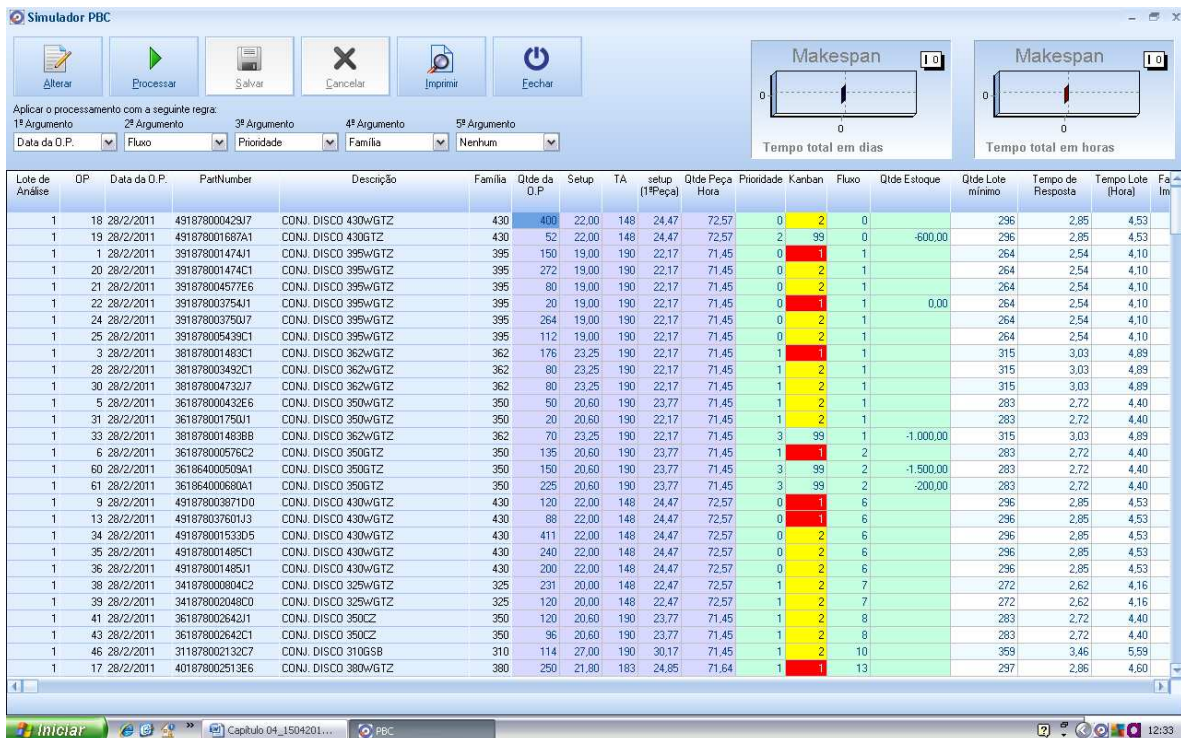 Simulador PBC
Alterar Processar Salvar Cancelar Imprimir Fechar
Makespan
I 0
0
0
Tempo total em dias
Makespan
I 0
0
0
Tempo total em horas
Aplicar o processamento com a seguinte regra:
1ª Argumento 2ª Argumento 3ª Argumento 4ª Argumento 5ª Argumento
Data da O.P. Fluxo Prioridade Família Nenhum
Lote de Análise OP Data da O.P. PartNumber Descrição Família Qtde da O.P Setup TA setup (1ªPeça) Qtde Peça Hora Prioridade Kanban Fluxo Qtde Estoque Qtde Lote mínimo Tempo de Resposta Tempo Lote (Hora) Fa Im
1 18 28/2/2011 491878000429J7 CONJ. DISCO 430WGTZ 430 400 22,00 148 24,47 72,57 0 2 0 296 2,85 4,53
1 19 28/2/2011 491878001687A1 CONJ. DISCO 430GTZ 430 52 22,00 148 24,47 72,57 2 99 0 -600,00 296 2,85 4,53
1 1 28/2/2011 391878001474J1 CONJ. DISCO 395WGTZ 395 150 19,00 190 22,17 71,45 0 1 1 264 2,54 4,10
1 20 28/2/2011 391878001474C1 CONJ. DISCO 395WGTZ 395 272 19,00 190 22,17 71,45 0 2 1 264 2,54 4,10
1 21 28/2/2011 391878004577E6 CONJ. DISCO 395WGTZ 395 80 19,00 190 22,17 71,45 0 2 1 264 2,54 4,10
1 22 28/2/2011 391878003754J1 CONJ. DISCO 395WGTZ 395 20 19,00 190 22,17 71,45 0 1 1 0,00 264 2,54 4,10
1 24 28/2/2011 391878003750J7 CONJ. DISCO 395WGTZ 395 264 19,00 190 22,17 71,45 0 2 1 264 2,54 4,10
1 25 28/2/2011 391878005439C1 CONJ. DISCO 395WGTZ 395 112 19,00 190 22,17 71,45 0 2 1 264 2,54 4,10
1 3 28/2/2011 381878001483C1 CONJ. DISCO 362WGTZ 362 176 23,25 190 22,17 71,45 1 1 1 315 3,03 4,89
1 28 28/2/2011 381878003492C1 CONJ. DISCO 362WGTZ 362 80 23,25 190 22,17 71,45 1 2 1 315 3,03 4,89
1 30 28/2/2011 381878004732J7 CONJ. DISCO 362WGTZ 362 80 23,25 190 22,17 71,45 1 2 1 315 3,03 4,89
1 5 28/2/2011 361878000432E6 CONJ. DISCO 350WGTZ 350 50 20,60 190 23,77 71,45 1 2 1 283 2,72 4,40
1 31 28/2/2011 361878001750J1 CONJ. DISCO 350WGTZ 350 20 20,60 190 22,17 71,45 1 2 1 283 2,72 4,40
1 33 28/2/2011 381878001483BB CONJ. DISCO 362WGTZ 362 70 23,25 190 22,17 71,45 3 99 1 -1.000,00 315 3,03 4,89
1 6 28/2/2011 361878000576C2 CONJ. DISCO 350GTZ 350 135 20,60 190 23,77 71,45 1 1 2 283 2,72 4,40
1 60 28/2/2011 361864000509A1 CONJ. DISCO 350GTZ 350 150 20,60 190 23,77 71,45 3 99 2 -1.500,00 283 2,72 4,40
1 61 28/2/2011 361864000680A1 CONJ. DISCO 350GTZ 350 225 20,60 190 23,77 71,45 3 99 2 -200,00 283 2,72 4,40
1 9 28/2/2011 491878003871D0 CONJ. DISCO 430WGTZ 430 120 22,00 148 24,47 72,57 0 1 6 296 2,85 4,53
1 13 28/2/2011 491878037601J3 CONJ. DISCO 430WGTZ 430 88 22,00 148 24,47 72,57 0 1 6 296 2,85 4,53
1 34 28/2/2011 491878001533D5 CONJ. DISCO 430WGTZ 430 411 22,00 148 24,47 72,57 0 2 6 296 2,85 4,53
1 35 28/2/2011 491878001485C1 CONJ. DISCO 430WGTZ 430 240 22,00 148 24,47 72,57 0 2 6 296 2,85 4,53
1 36 28/2/2011 491878001485J1 CONJ. DISCO 430WGTZ 430 200 22,00 148 24,47 72,57 0 2 6 296 2,85 4,53
1 38 28/2/2011 341878000804C2 CONJ. DISCO 325WGTZ 325 231 20,00 148 22,47 72,57 1 2 7 272 2,62 4,16
1 39 28/2/2011 341878002048C0 CONJ. DISCO 325WGTZ 325 120 20,00 148 22,47 72,57 1 2 7 272 2,62 4,16
1 41 28/2/2011 361878002642J1 CONJ. DISCO 350CZ 350 120 20,60 190 23,77 71,45 1 2 8 283 2,72 4,40
1 43 28/2/2011 361878002642C1 CONJ. DISCO 350CZ 350 96 20,60 190 23,77 71,45 1 2 8 283 2,72 4,40
1 46 28/2/2011 311878002132C7 CONJ. DISCO 310GSB 310 114 27,00 190 30,17 71,45 1 2 10 359 3,46 5,59
1 17 28/2/2011 401878002513E6 CONJ. DISCO 380WGTZ 380 250 21,80 183 24,85 71,64 1 1 13 297 2,86 4,60
Iniciar » Capítulo 04_1504201... PBC 12:33